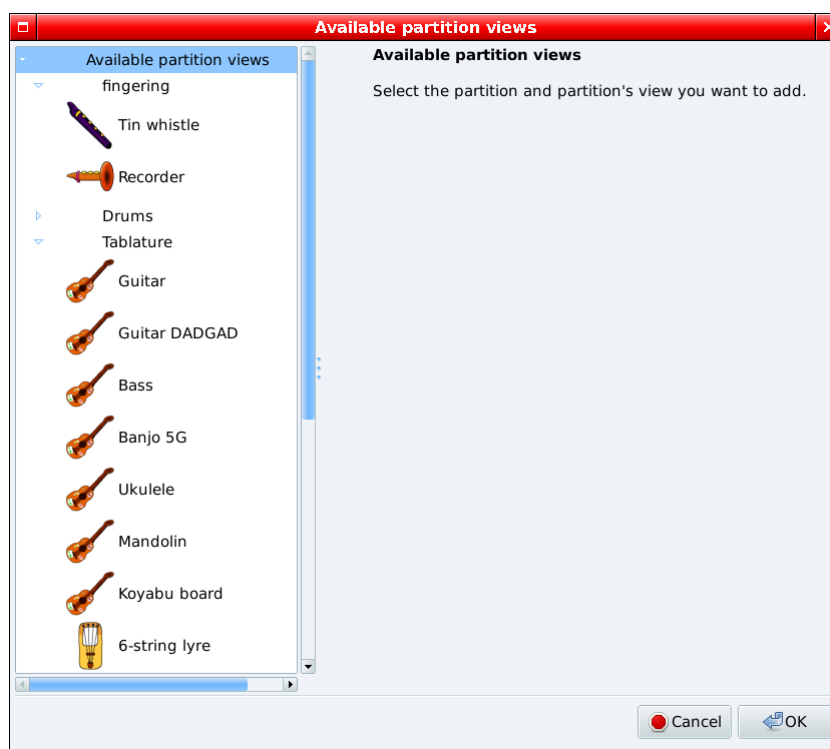 Available partition views
Available partition views
fingering
Tin whistle
Recorder
Drums
Tablature
Guitar
Guitar DADGAD
Bass
Banjo 5G
Ukulele
Mandolin
Koyabu board
6-string lyre
Available partition views
Select the partition and partition's view you want to add.
Cancel
OK